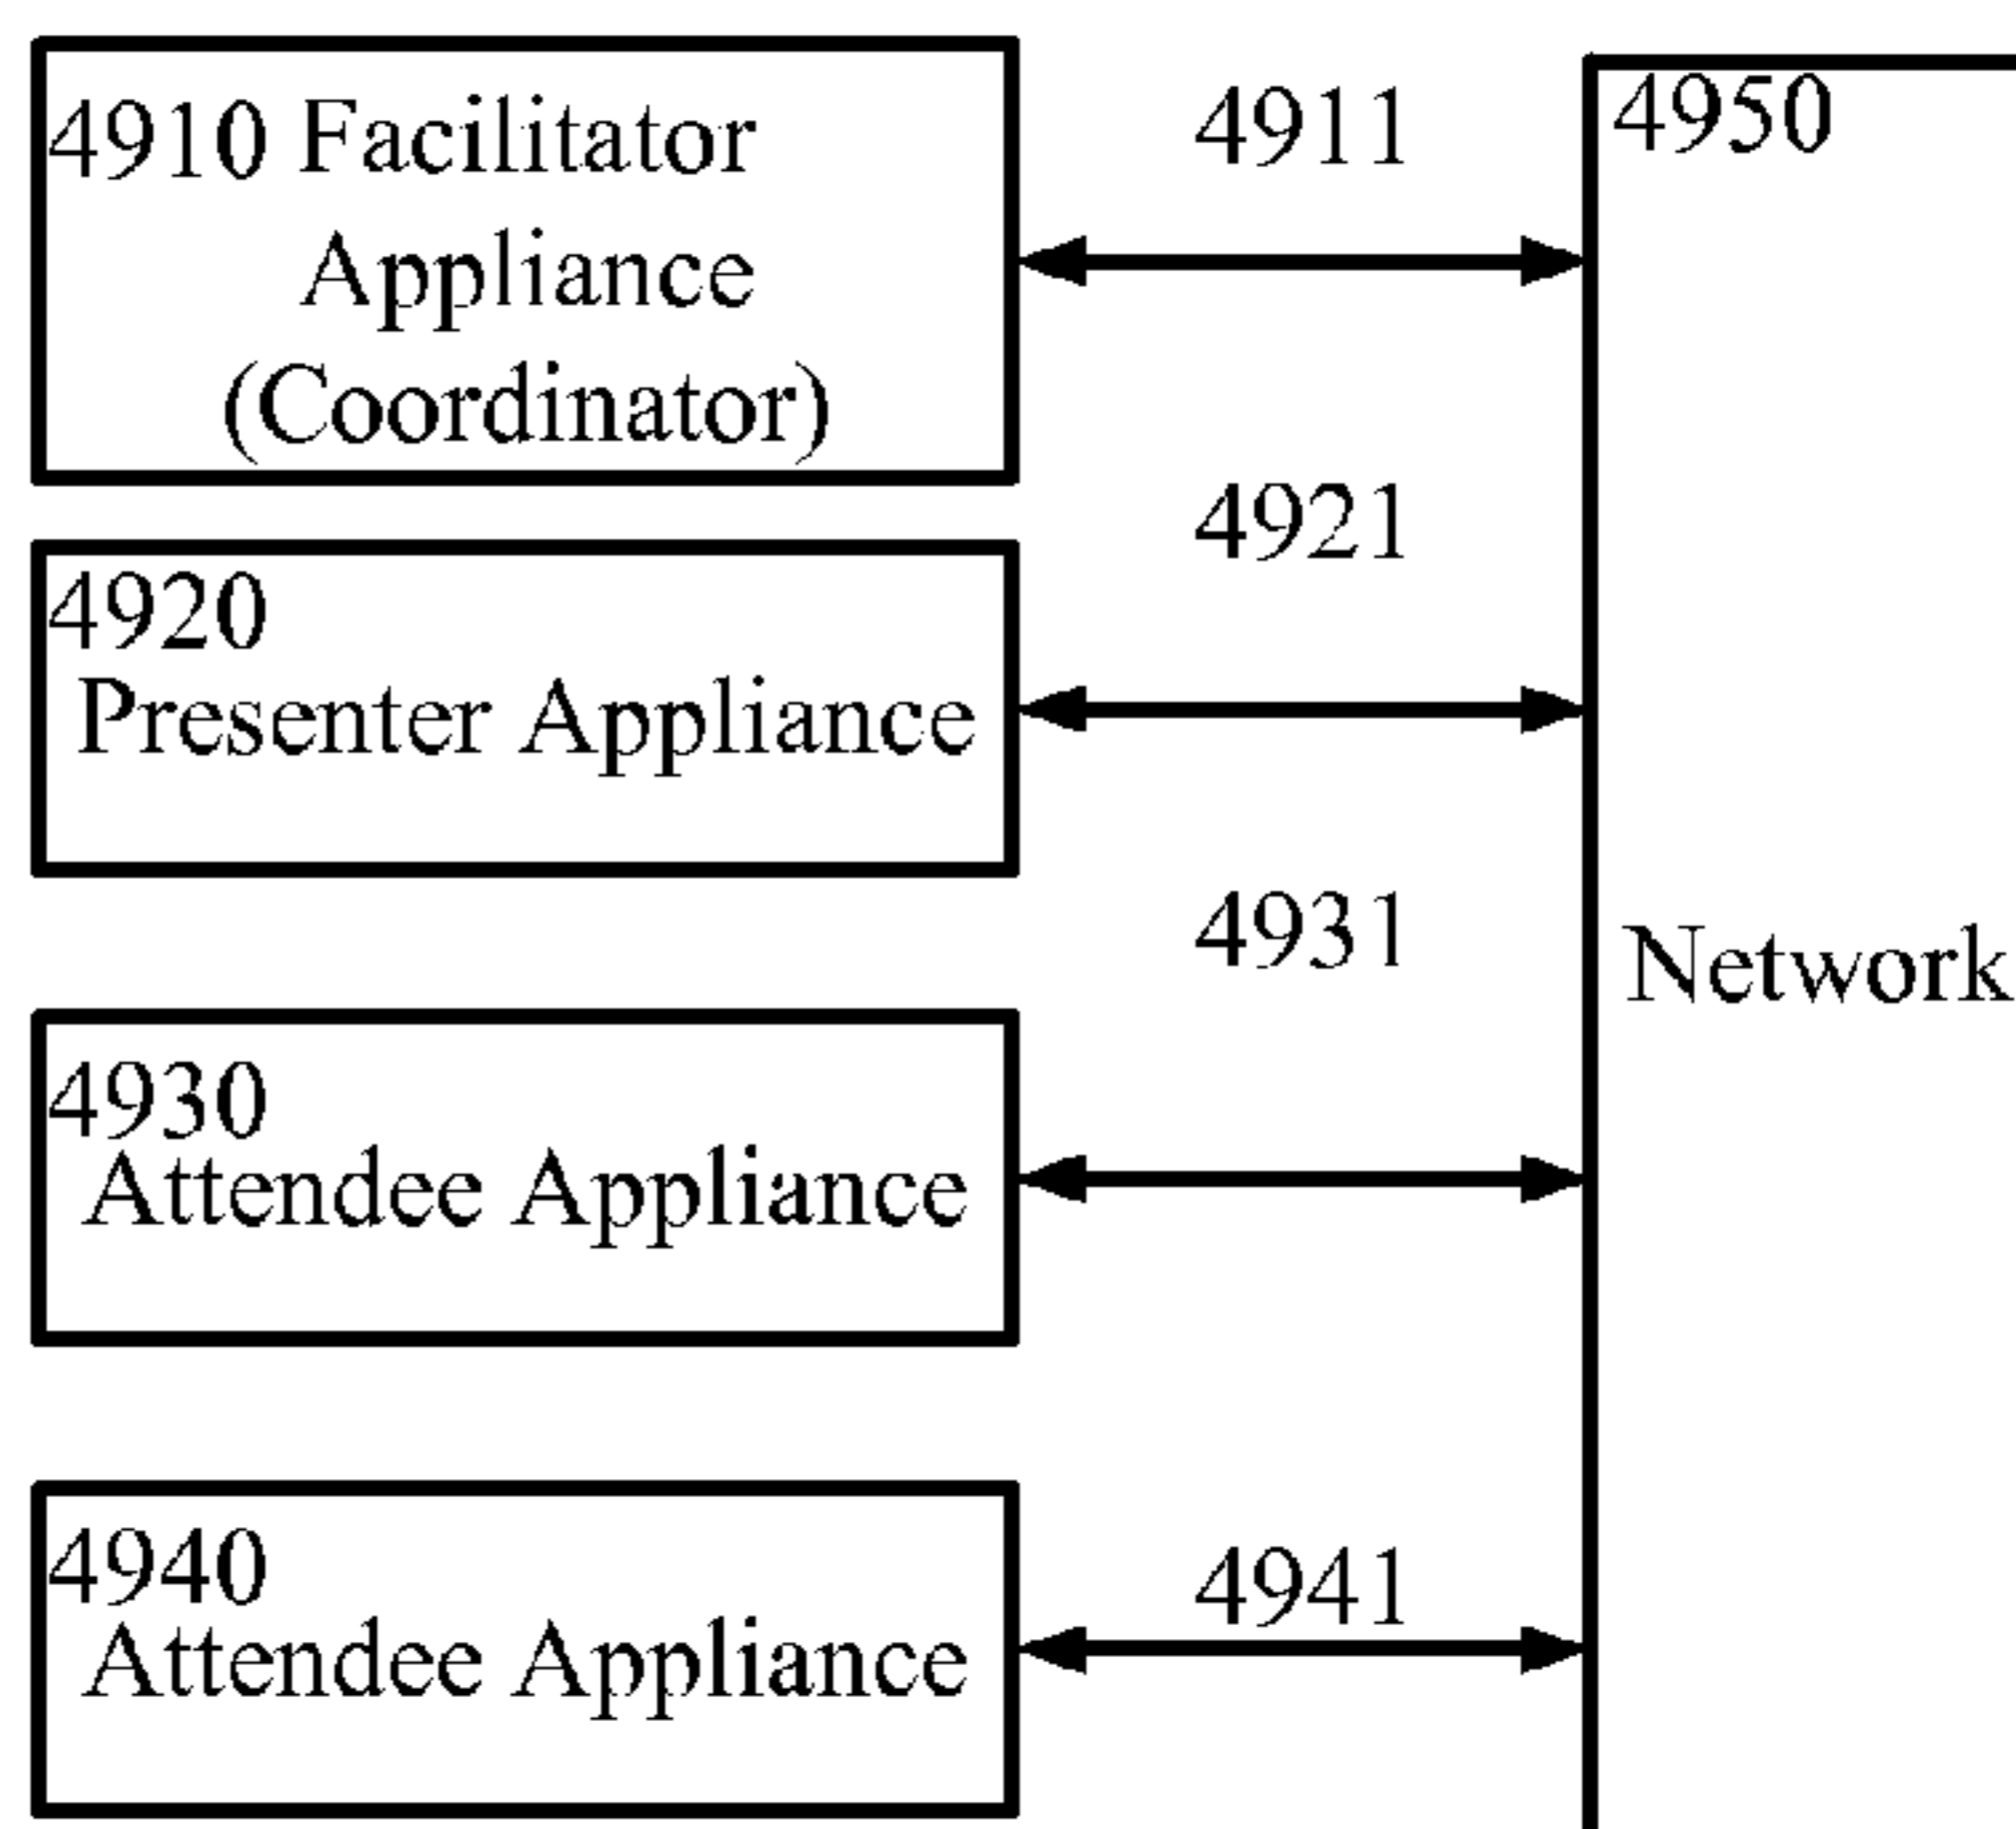 4910 Facilitator
Appliance
(Coordinator)
4911
4950
4921
4920
Presenter Appliance
4931
Network
4930
Attendee Appliance
4940
Attendee Appliance
4941